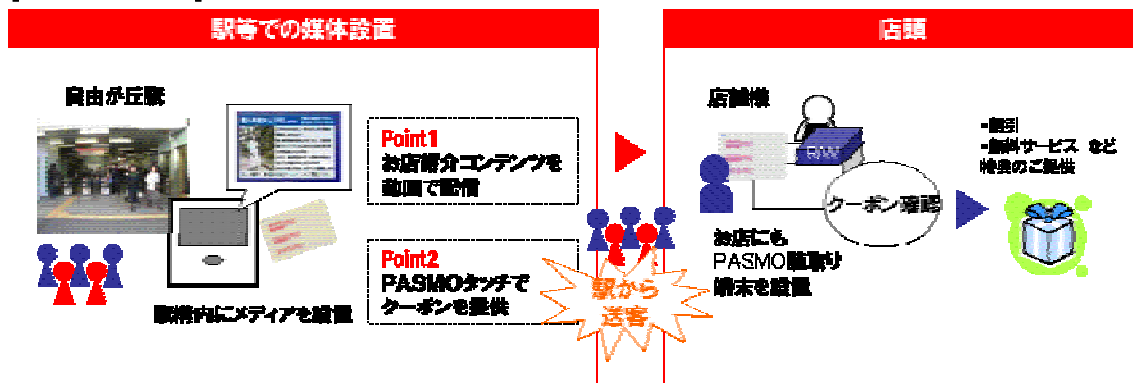 駅等での媒体設置
店頭
自由が丘駅
Point1
お店紹介コンテンツを
動画で配信
Point2
PASMOタッチで
クーポンを提供
駅構内にメディアを設置
駅から
送客
店舗様
R/W
クーポン確認
お店にも
PASMO読取り
端末を設置
・割引
・無料サービス など
特典のご提供